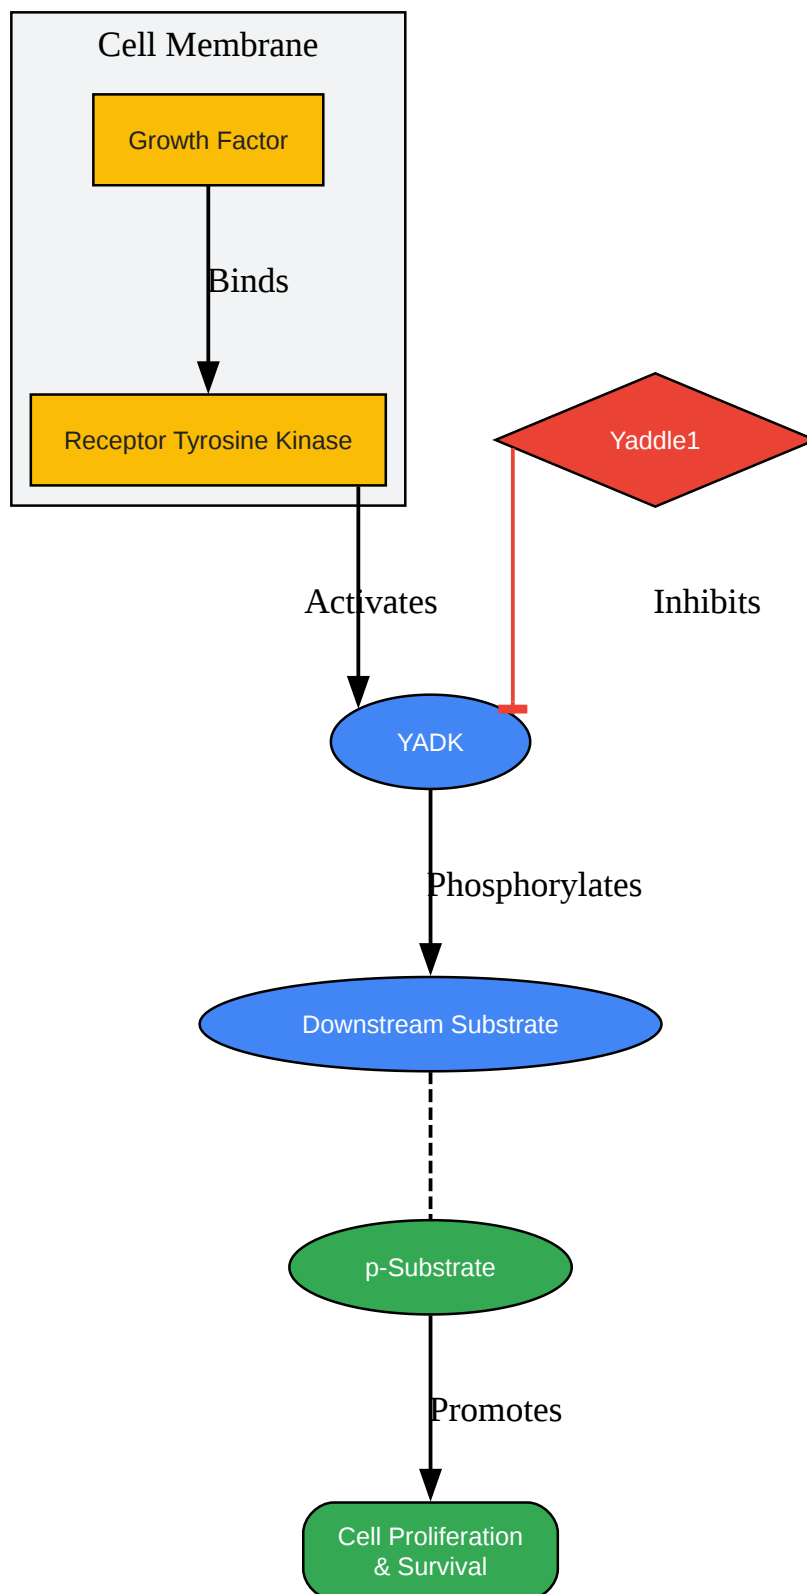 Cell Membrane
Growth Factor
Binds
Receptor Tyrosine Kinase
Yaddle1
Activates
Inhibits
YADK
Phosphorylates
Downstream Substrate
p-Substrate
Promotes
Cell Proliferation
& Survival